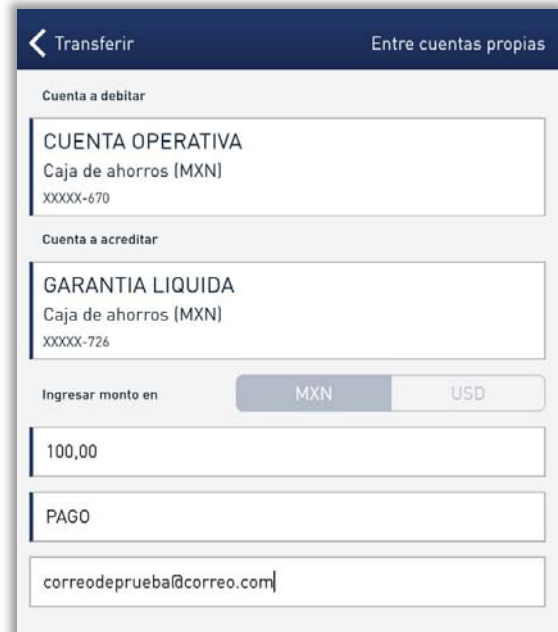 Transferir
Entre cuentas propias
Cuenta a debitar
CUENTA OPERATIVA
Caja de ahorros (MXN)
XXXXX-670
Cuenta a acreditar
GARANTIA LIQUIDA
Caja de ahorros (MXN)
XXXXX-726
Ingresar monto en
MXN
USD
100,00
PAGO
correodeprueba@correo.com